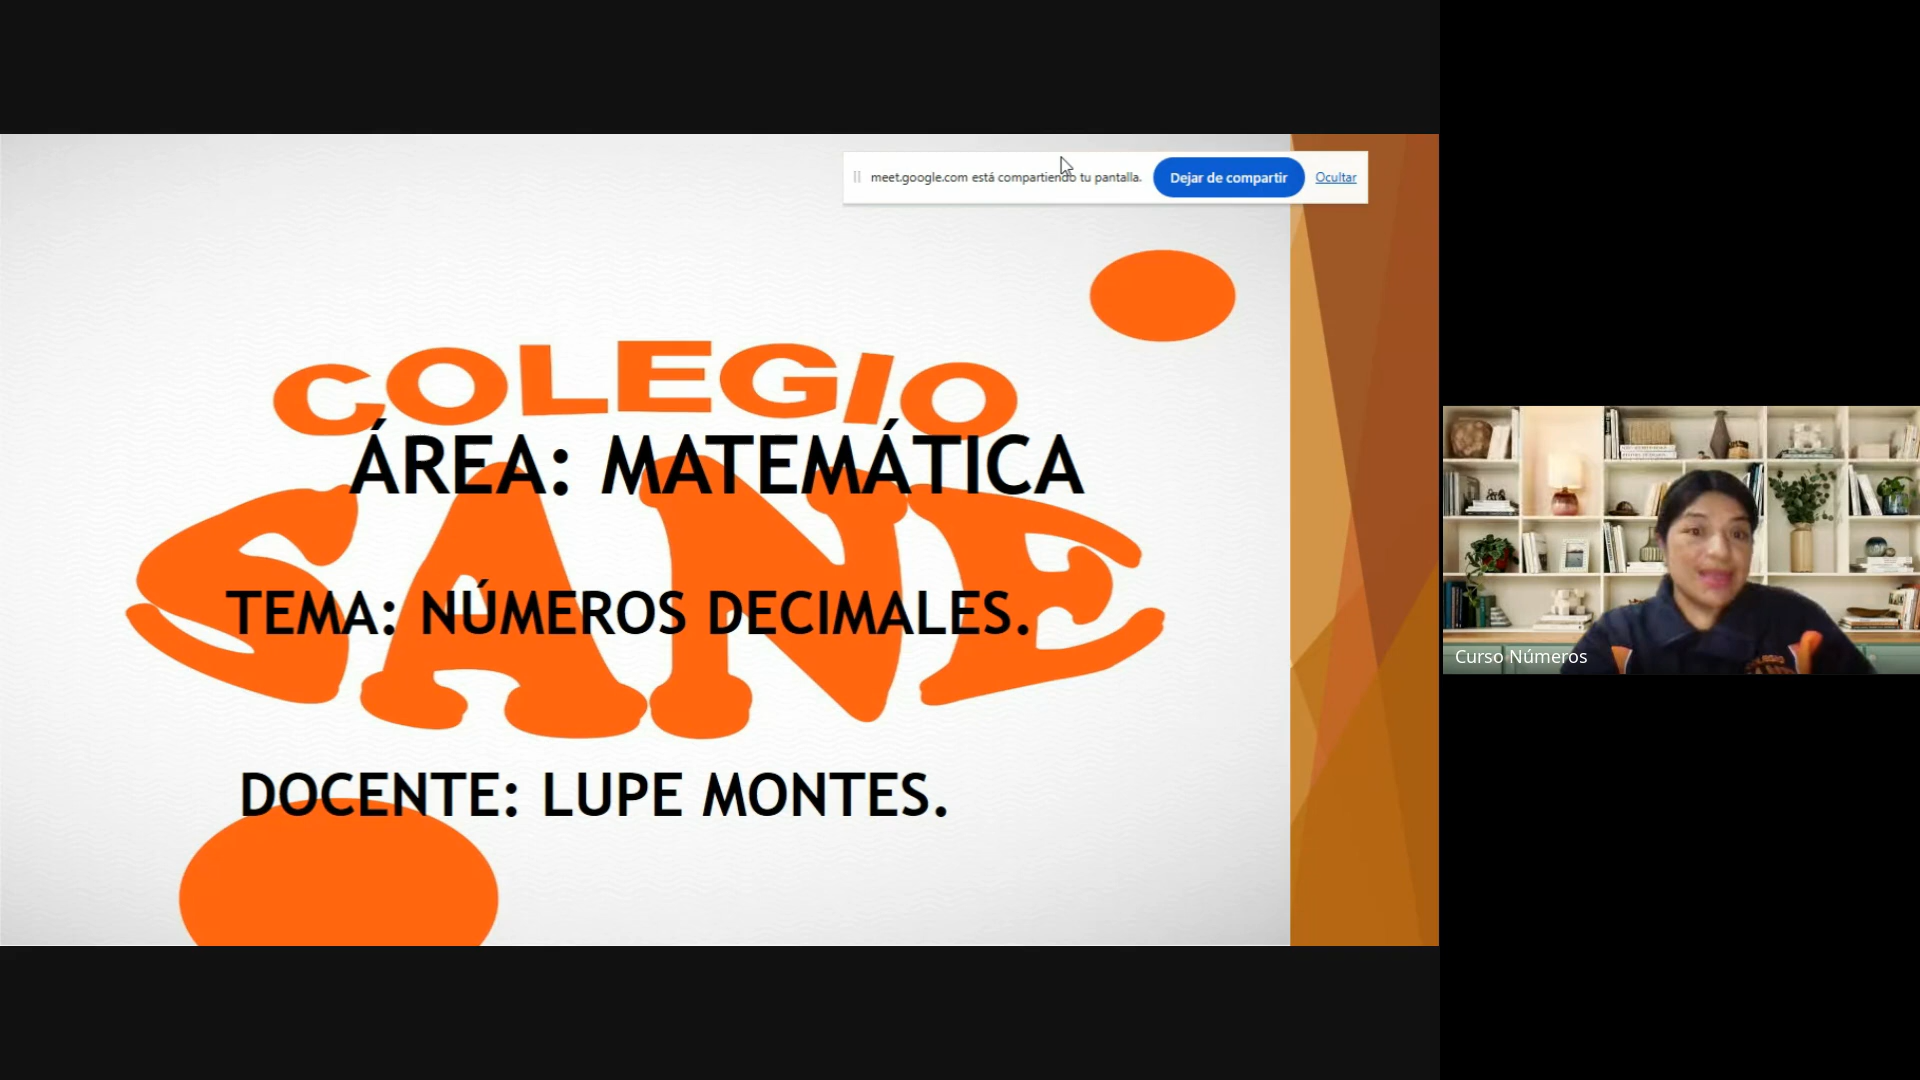 meet.google.com está compartiendo tu pantalla.
Dejar de compartir
Ocultar
COLEGIO
ÁREA: MATEMÁTICA
SANE
TEMA: NÚMEROS DECIMALES.
DOCENTE: LUPE MONTES.
Curso Números